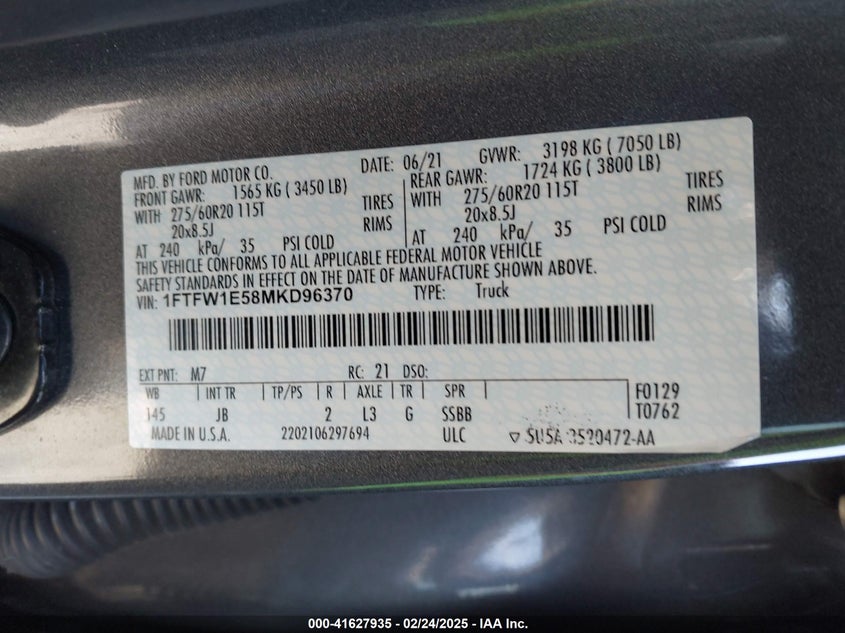 MFD. BY FORD MOTOR CO. DATE: 06/21 GVWR: 3198 KG ( 7050 LB)
FRONT GAWR: 1565 KG ( 3450 LB) REAR GAWR: 1724 KG ( 3800 LB)
WITH 275/60R20 115T TIRES WITH 275/60R20 115T TIRES
20x8.5J RIMS 20x8.5J RIMS
AT 240 kPa/ 35 PSI COLD AT 240 kPa/ 35 PSI COLD
THIS VEHICLE CONFORMS TO ALL APPLICABLE FEDERAL MOTOR VEHICLE
SAFETY STANDARDS IN EFFECT ON THE DATE OF MANUFACTURE SHOWN ABOVE.
VIN: 1FTFW1E58MKD96370 TYPE: Truck
EXT PNT: M7 RC: 21 DSO:
WB INT TR TP/PS R AXLE TR SPR F0129
145 JB 2 L3 G SSBB T0762
MADE IN U.S.A. 2202106297694 ULC ▽ SU5A 3520472-AA
000-41627935 - 02/24/2025 - IAA Inc.